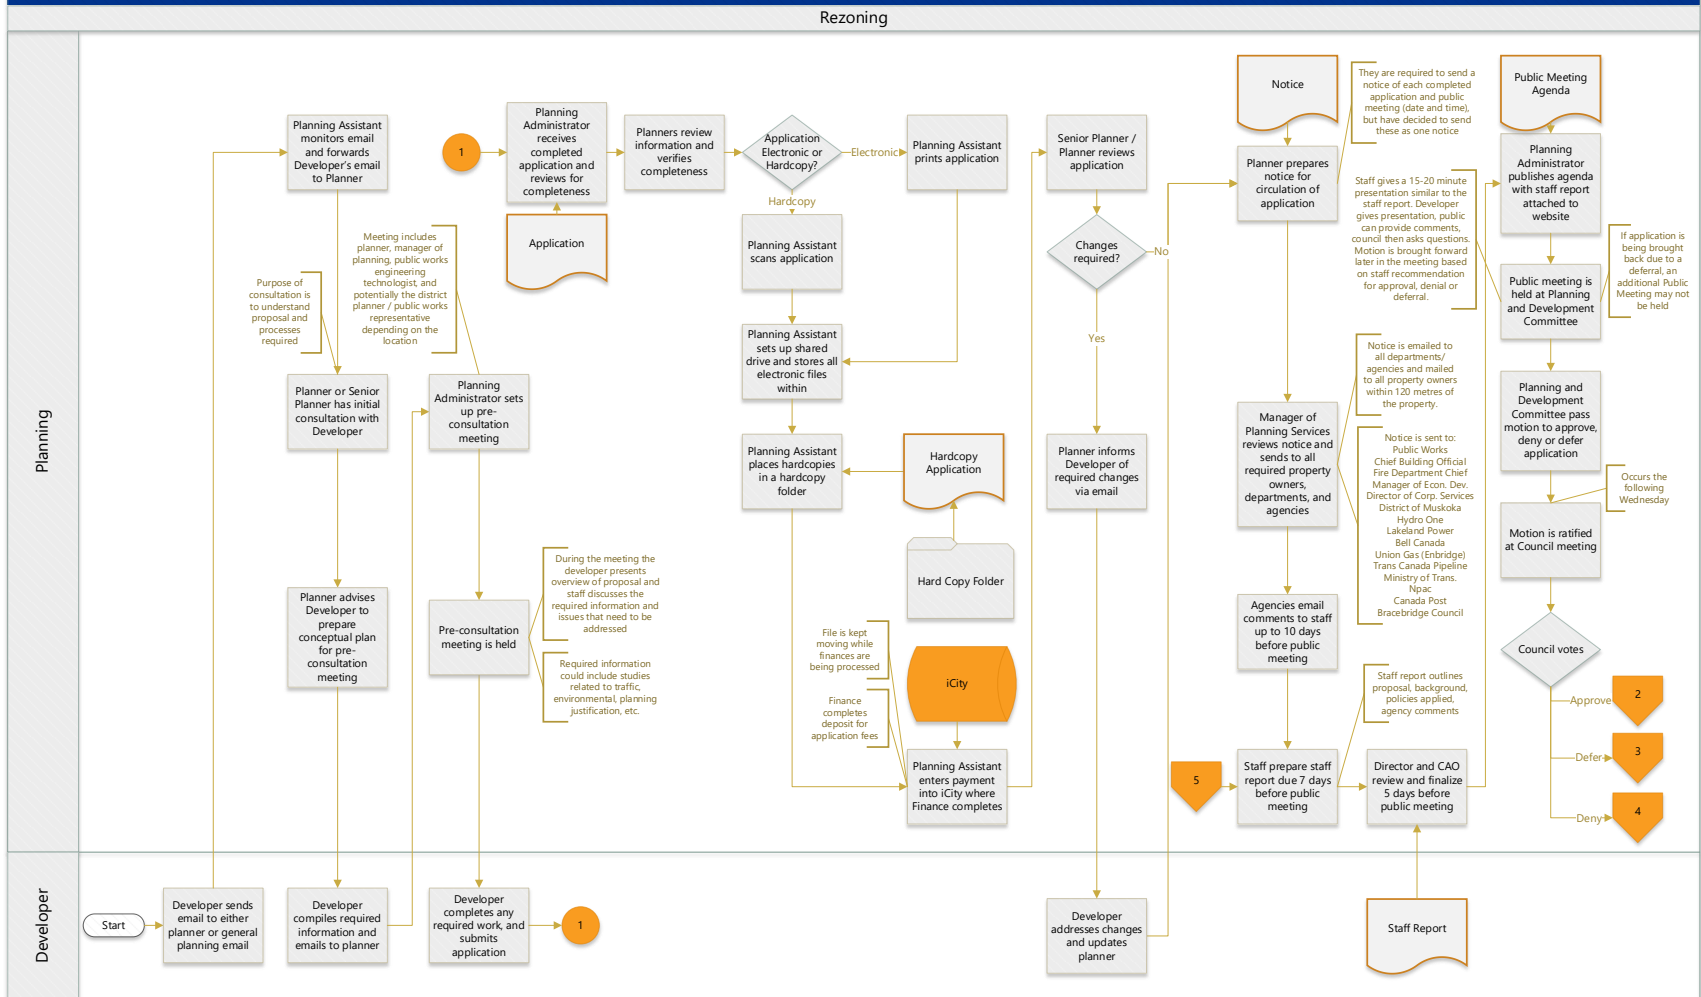 Rezoning
Planning
Developer
Start
Developer sends
email to either
planner or general
planning email
Planning Assistant
monitors email
and forwards
Developer's email
to Planner
Purpose of
consultation is
to understand
proposal and
processes
required
Planner or Senior
Planner has initial
consultation with
Developer
Planner advises
Developer to
prepare
conceptual plan
for pre-
consultation
meeting
Developer
compiles required
information and
emails to planner
Meeting includes
planner, manager of
planning, public works
engineering
technologist, and
potentially the district
planner / public works
representative
depending on the
location
Planning
Administrator sets
up pre-
consultation
meeting
Pre-consultation
meeting is held
During the meeting the
developer presents
overview of proposal and
staff discusses the
required information and
issues that need to be
addressed
Required information
could include studies
related to traffic,
environmental, planning
justification, etc.
Developer
completes any
required work, and
submits
application
1
1
Planning
Administrator
receives
completed
application and
reviews for
completeness
Application
Planners review
information and
verifies
completeness
Application
Electronic or
Hardcopy?
Electronic
Hardcopy
Planning Assistant
prints application
Planning Assistant
scans application
Planning Assistant
sets up shared
drive and stores all
electronic files
within
Planning Assistant
places hardcopies
in a hardcopy
folder
Hardcopy
Application
Hard Copy Folder
File is kept
moving while
finances are
being processed
Finance
completes
deposit for
application fees
iCity
Planning Assistant
enters payment
into iCity where
Finance completes
Senior Planner /
Planner reviews
application
Changes
required?
No
Yes
Planner informs
Developer of
required changes
via email
Developer
addresses changes
and updates
planner
Notice
They are required to send a
notice of each completed
application and public
meeting (date and time),
but have decided to send
these as one notice
Planner prepares
notice for
circulation of
application
Manager of
Planning Services
reviews notice and
sends to all
required property
owners,
departments, and
agencies
Notice is emailed to
all departments/
agencies and mailed
to all property owners
within 120 metres of
the property.
Notice is sent to:
Public Works
Chief Building Official
Fire Department Chief
Manager of Econ. Dev.
Director of Corp. Services
District of Muskoka
Hydro One
Lakeland Power
Bell Canada
Union Gas (Enbridge)
Trans Canada Pipeline
Ministry of Trans.
Npac
Canada Post
Bracebridge Council
Agencies email
comments to staff
up to 10 days
before public
meeting
5
Staff prepare staff
report due 7 days
before public
meeting
Staff report outlines
proposal, background,
policies applied,
agency comments
Director and CAO
review and finalize
5 days before
public meeting
Staff Report
Public Meeting
Agenda
Planning
Administrator
publishes agenda
with staff report
attached to
website
Staff gives a 15-20 minute
presentation similar to the
staff report. Developer
gives presentation, public
can provide comments,
council then asks questions.
Motion is brought forward
later in the meeting based
on staff recommendation
for approval, denial or
deferral.
Public meeting is
held at Planning
and Development
Committee
If application is
being brought
back due to a
deferral, an
additional Public
Meeting may not
be held
Planning and
Development
Committee pass
motion to approve,
deny or defer
application
Occurs the
following
Wednesday
Motion is ratified
at Council meeting
Council votes
Approve
2
Defer
3
Deny
4